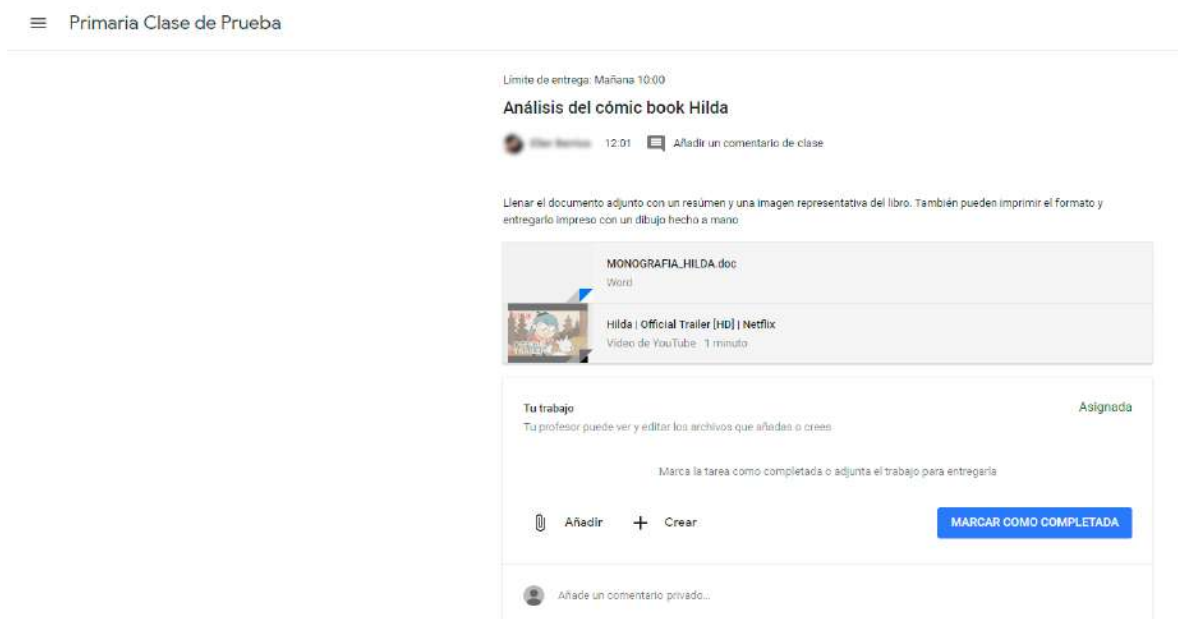 Primaria Clase de Prueba
Límite de entrega: Mañana 10:00
Análisis del cómic book Hilda
12:01 Añadir un comentario de clase
Llenar el documento adjunto con un resúmen y una imagen representativa del libro. También pueden imprimir el formato y
entregarlo impreso con un dibujo hecho a mano
MONOGRAFIA_HILDA.doc
Word
Hilda | Official Trailer [HD] | Netflix
Vídeo de YouTube 1 minuto
Tu trabajo
Asignada
Tu profesor puede ver y editar los archivos que añadas o crees
Marca la tarea como completada o adjunta el trabajo para entregarla
Añadir
Crear
MARCAR COMO COMPLETADA
Añade un comentario privado...